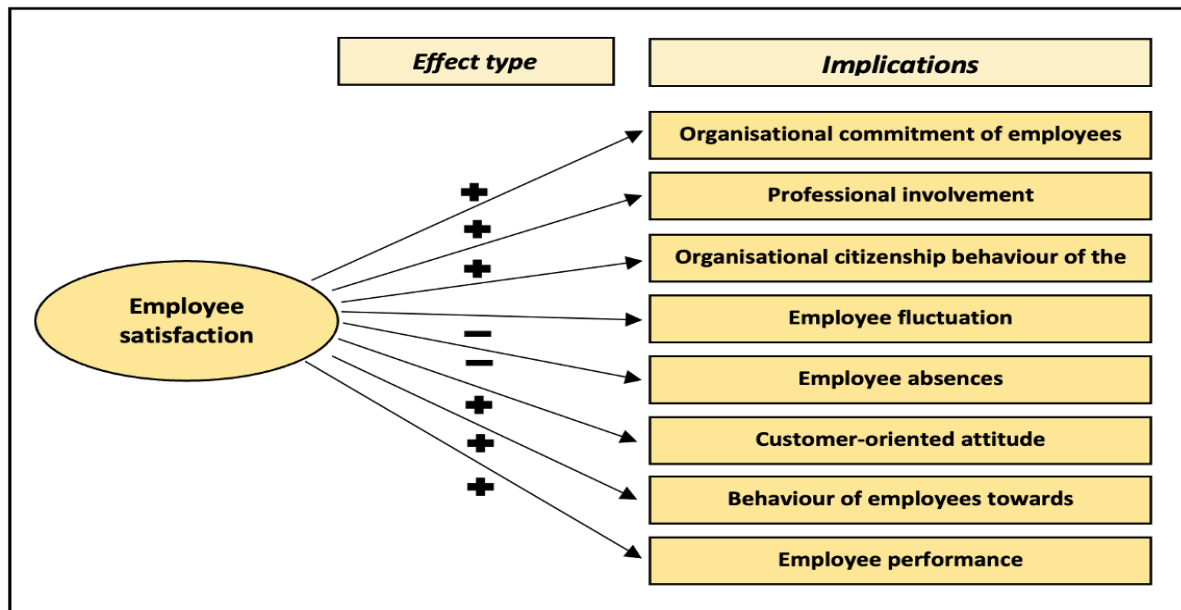 Effect type
Implications
Organisational commitment of employees
+
Professional involvement
+
Organisational citizenship behaviour of the
+
Employee
satisfaction
Employee fluctuation
–
Employee absences
–
Customer-oriented attitude
+
Behaviour of employees towards
+
Employee performance
+